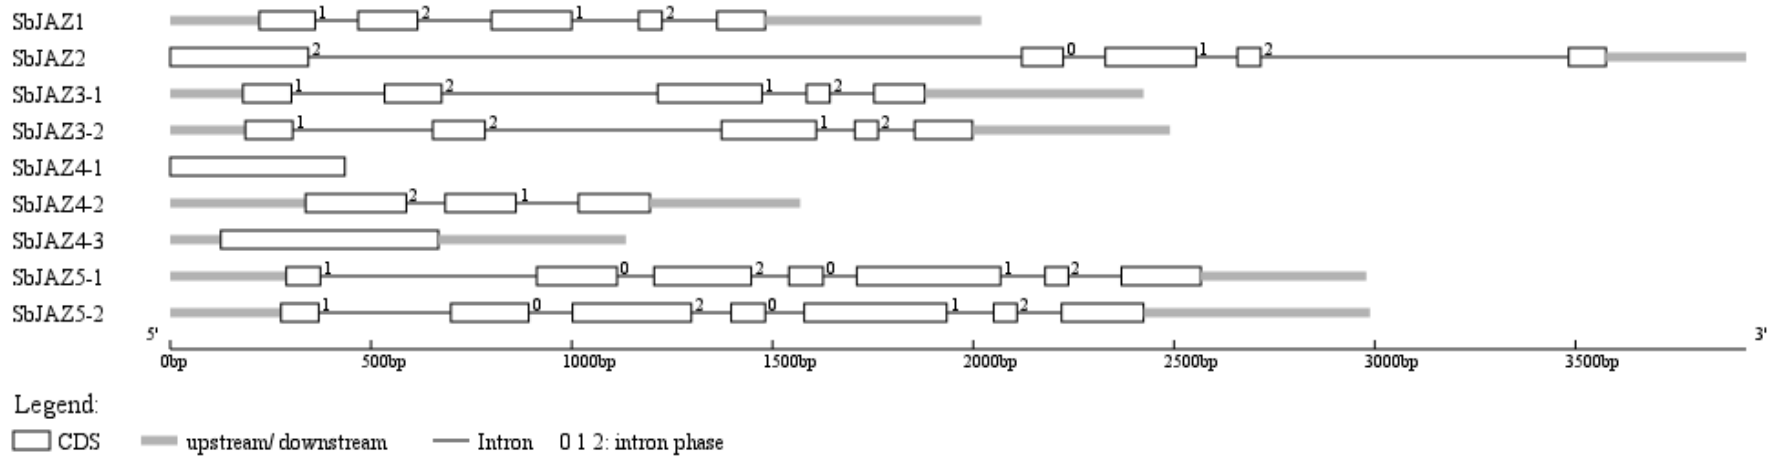 SbJAZ1 1 2 1 2
SbJAZ2 2 0 1 2
SbJAZ3-1 1 2 1 2
SbJAZ3-2 1 2 1 2
SbJAZ4-1
SbJAZ4-2 2 1
SbJAZ4-3
SbJAZ5-1 1 0 2 0 1 2
SbJAZ5-2 1 0 2 0 1 2
5' 3'
0bp 500bp 1000bp 1500bp 2000bp 2500bp 3000bp 3500bp
Legend:
CDS upstream/ downstream Intron 0 1 2: intron phase